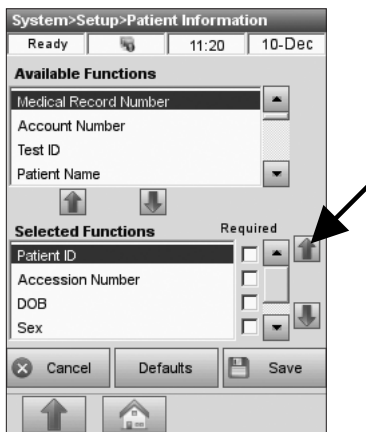 System>Setup>Patient Information
Ready 11:20 10-Dec
Available Functions
Medical Record Number
Account Number
Test ID
Patient Name
Selected Functions Required
Patient ID
Accession Number
DOB
Sex
Cancel Defaults Save